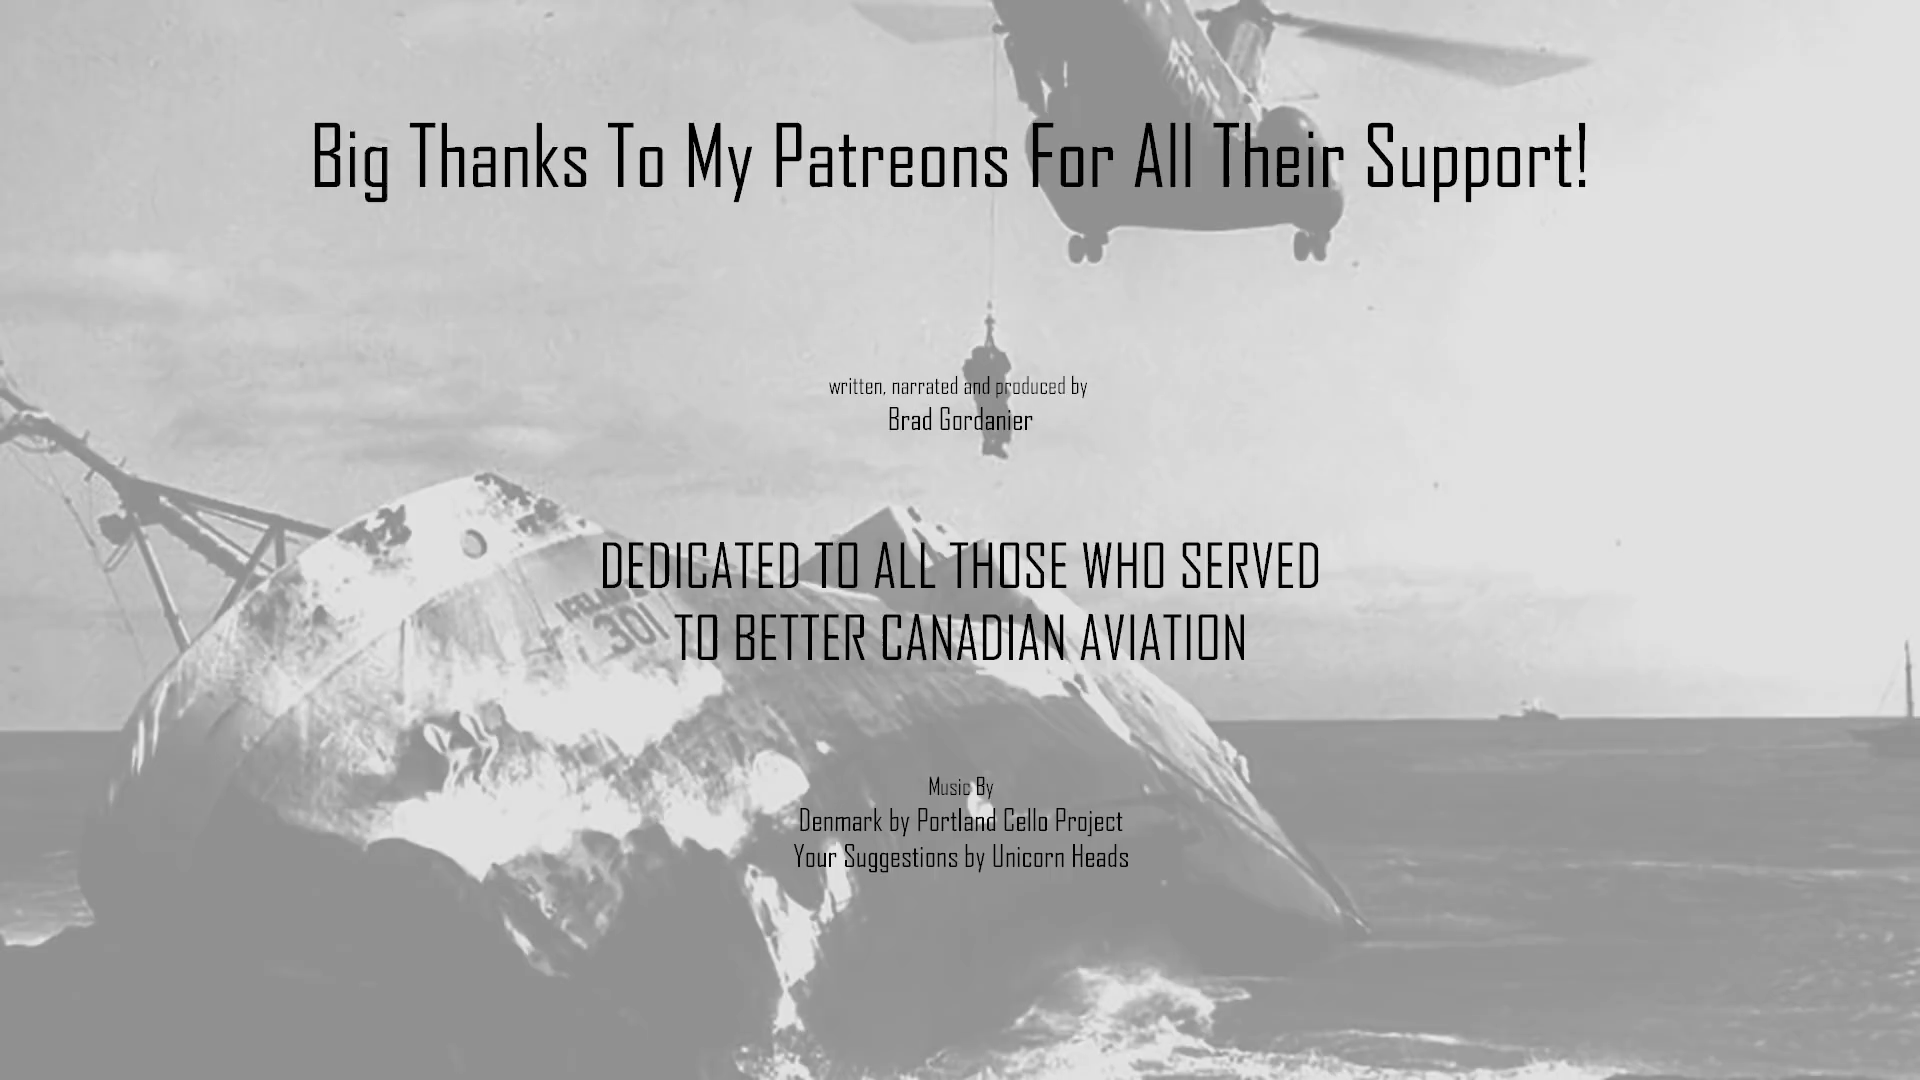 Big Thanks To My Patreons For All Their Support!
written, narrated and produced by
Brad Gordanier
DEDICATED TO ALL THOSE WHO SERVED
TO BETTER CANADIAN AVIATION
301
Music By
Denmark by Portland Cello Project
Your Suggestions by Unicorn Heads